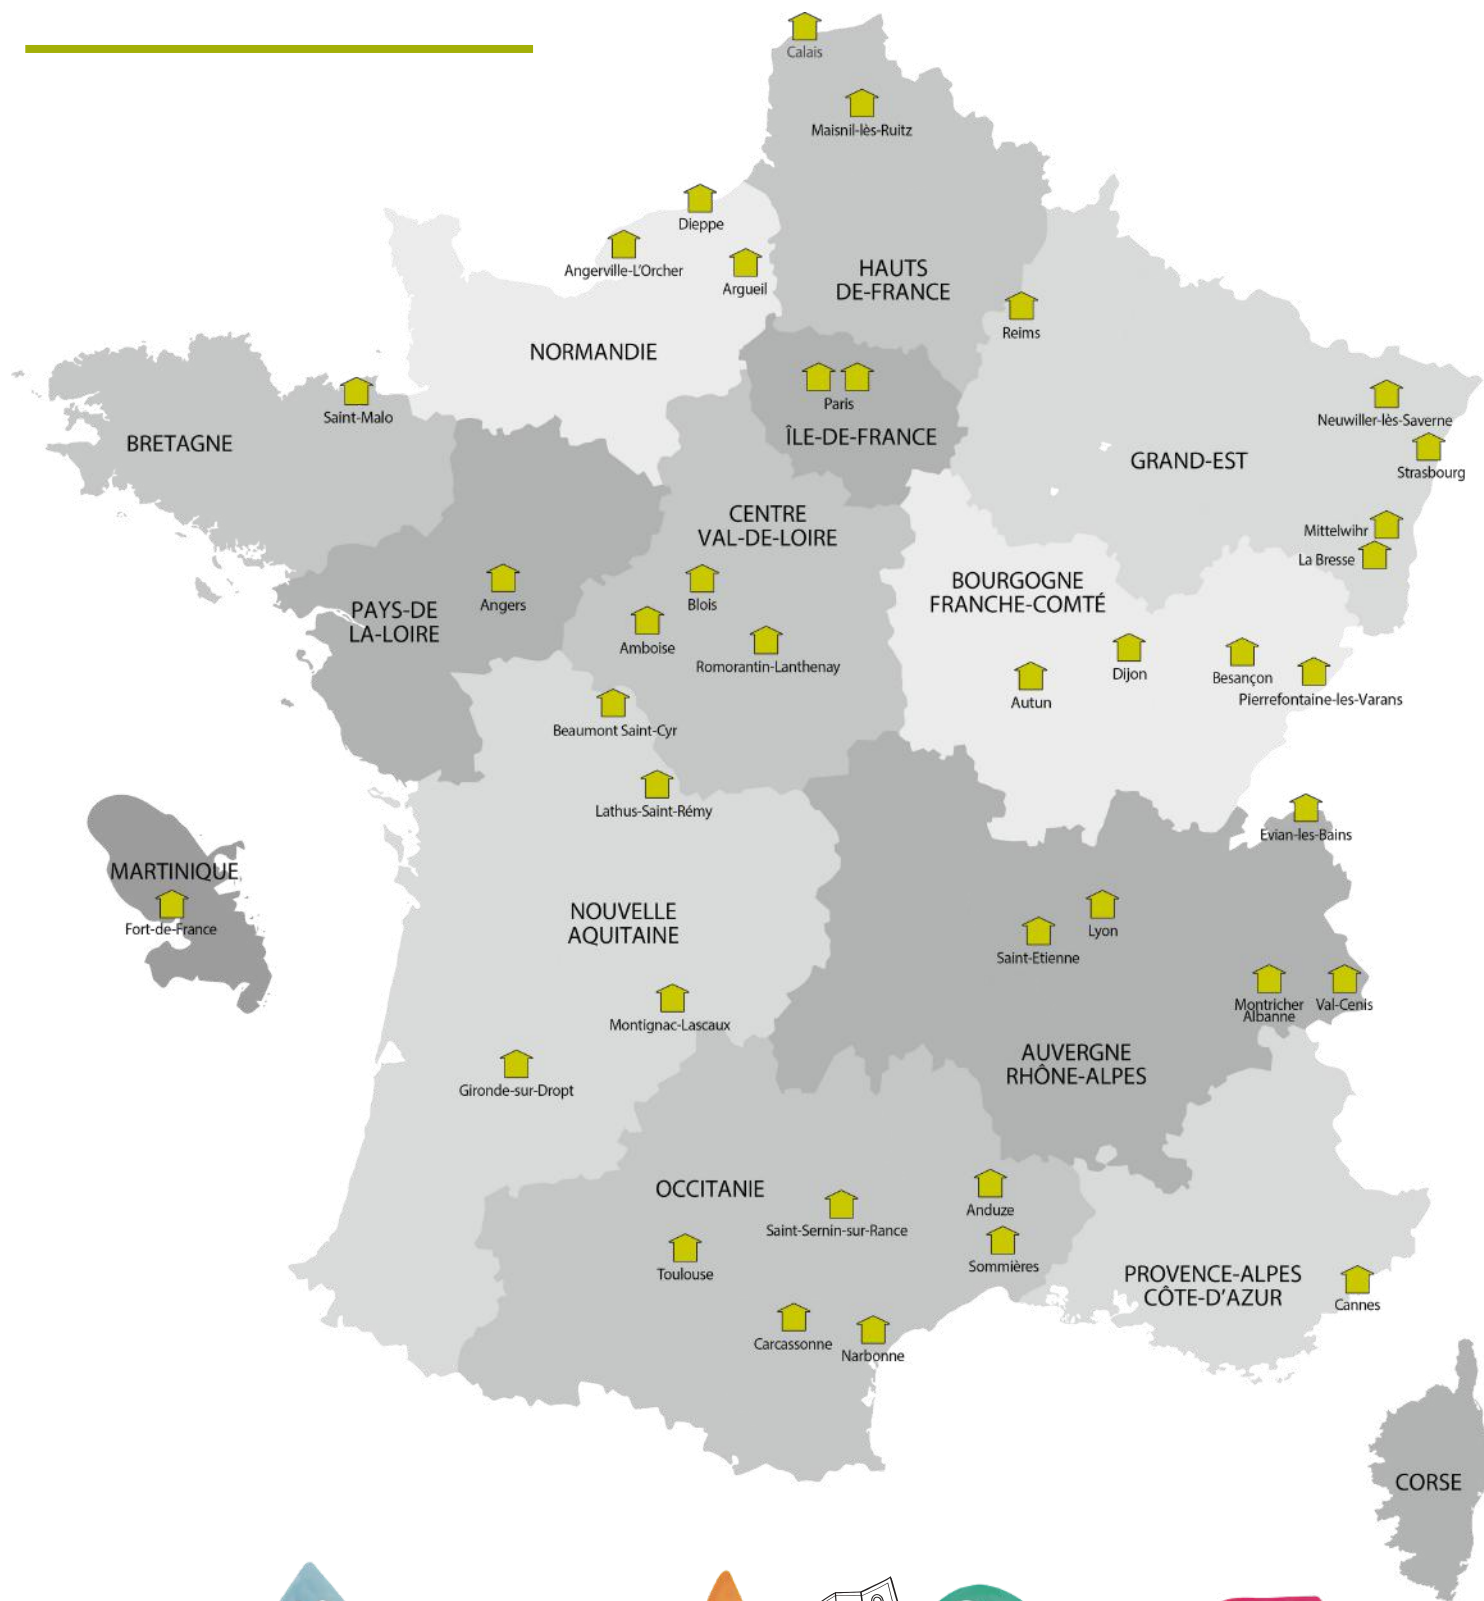 Calais
Maisnil-lès-Ruitz
Dieppe
Angerville-L'Orcher
Argueil
HAUTS
DE-FRANCE
Reims
NORMANDIE
Paris
ÎLE-DE-FRANCE
Saint-Malo
BRETAGNE
Neuwiller-lès-Saverne
GRAND-EST
Strasbourg
CENTRE
VAL-DE-LOIRE
Mittelwihr
La Bresse
BOURGOGNE
FRANCHE-COMTÉ
PAYS-DE
LA-LOIRE
Angers
Blois
Amboise
Romorantin-Lanthenay
Dijon
Besançon
Autun
Pierrefontaine-les-Varans
Beaumont Saint-Cyr
Lathus-Saint-Rémy
Evian-les-Bains
MARTINIQUE
Fort-de-France
NOUVELLE
AQUITAINE
Lyon
Saint-Etienne
Montricher
Albanne
Val-Cenis
Montignac-Lascaux
AUVERGNE
RHÔNE-ALPES
Gironde-sur-Dropt
OCCITANIE
Anduze
Saint-Sernin-sur-Rance
Sommières
Toulouse
PROVENCE-ALPES
CÔTE-D'AZUR
Cannes
Carcassonne
Narbonne
CORSE